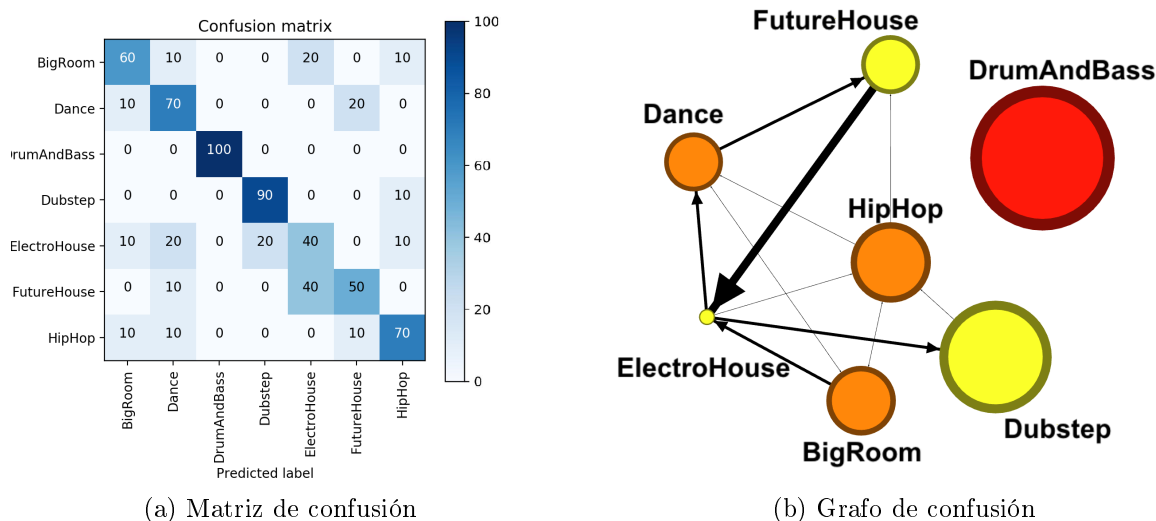 Confusion matrix
BigRoom 60 10 0 0 20 0 10
Dance 10 70 0 0 0 20 0
rumAndBass 0 0 100 0 0 0 0
Dubstep 0 0 0 90 0 0 10
ElectroHouse 10 20 0 20 40 0 10
FutureHouse 0 10 0 0 40 50 0
HipHop 10 10 0 0 0 10 70
BigRoom
Dance
DrumAndBass
Dubstep
ElectroHouse
FutureHouse
HipHop
Predicted label
100
80
60
40
20
0
(a) Matriz de confusión
FutureHouse
DrumAndBass
Dance
HipHop
ElectroHouse
Dubstep
BigRoom
(b) Grafo de confusión